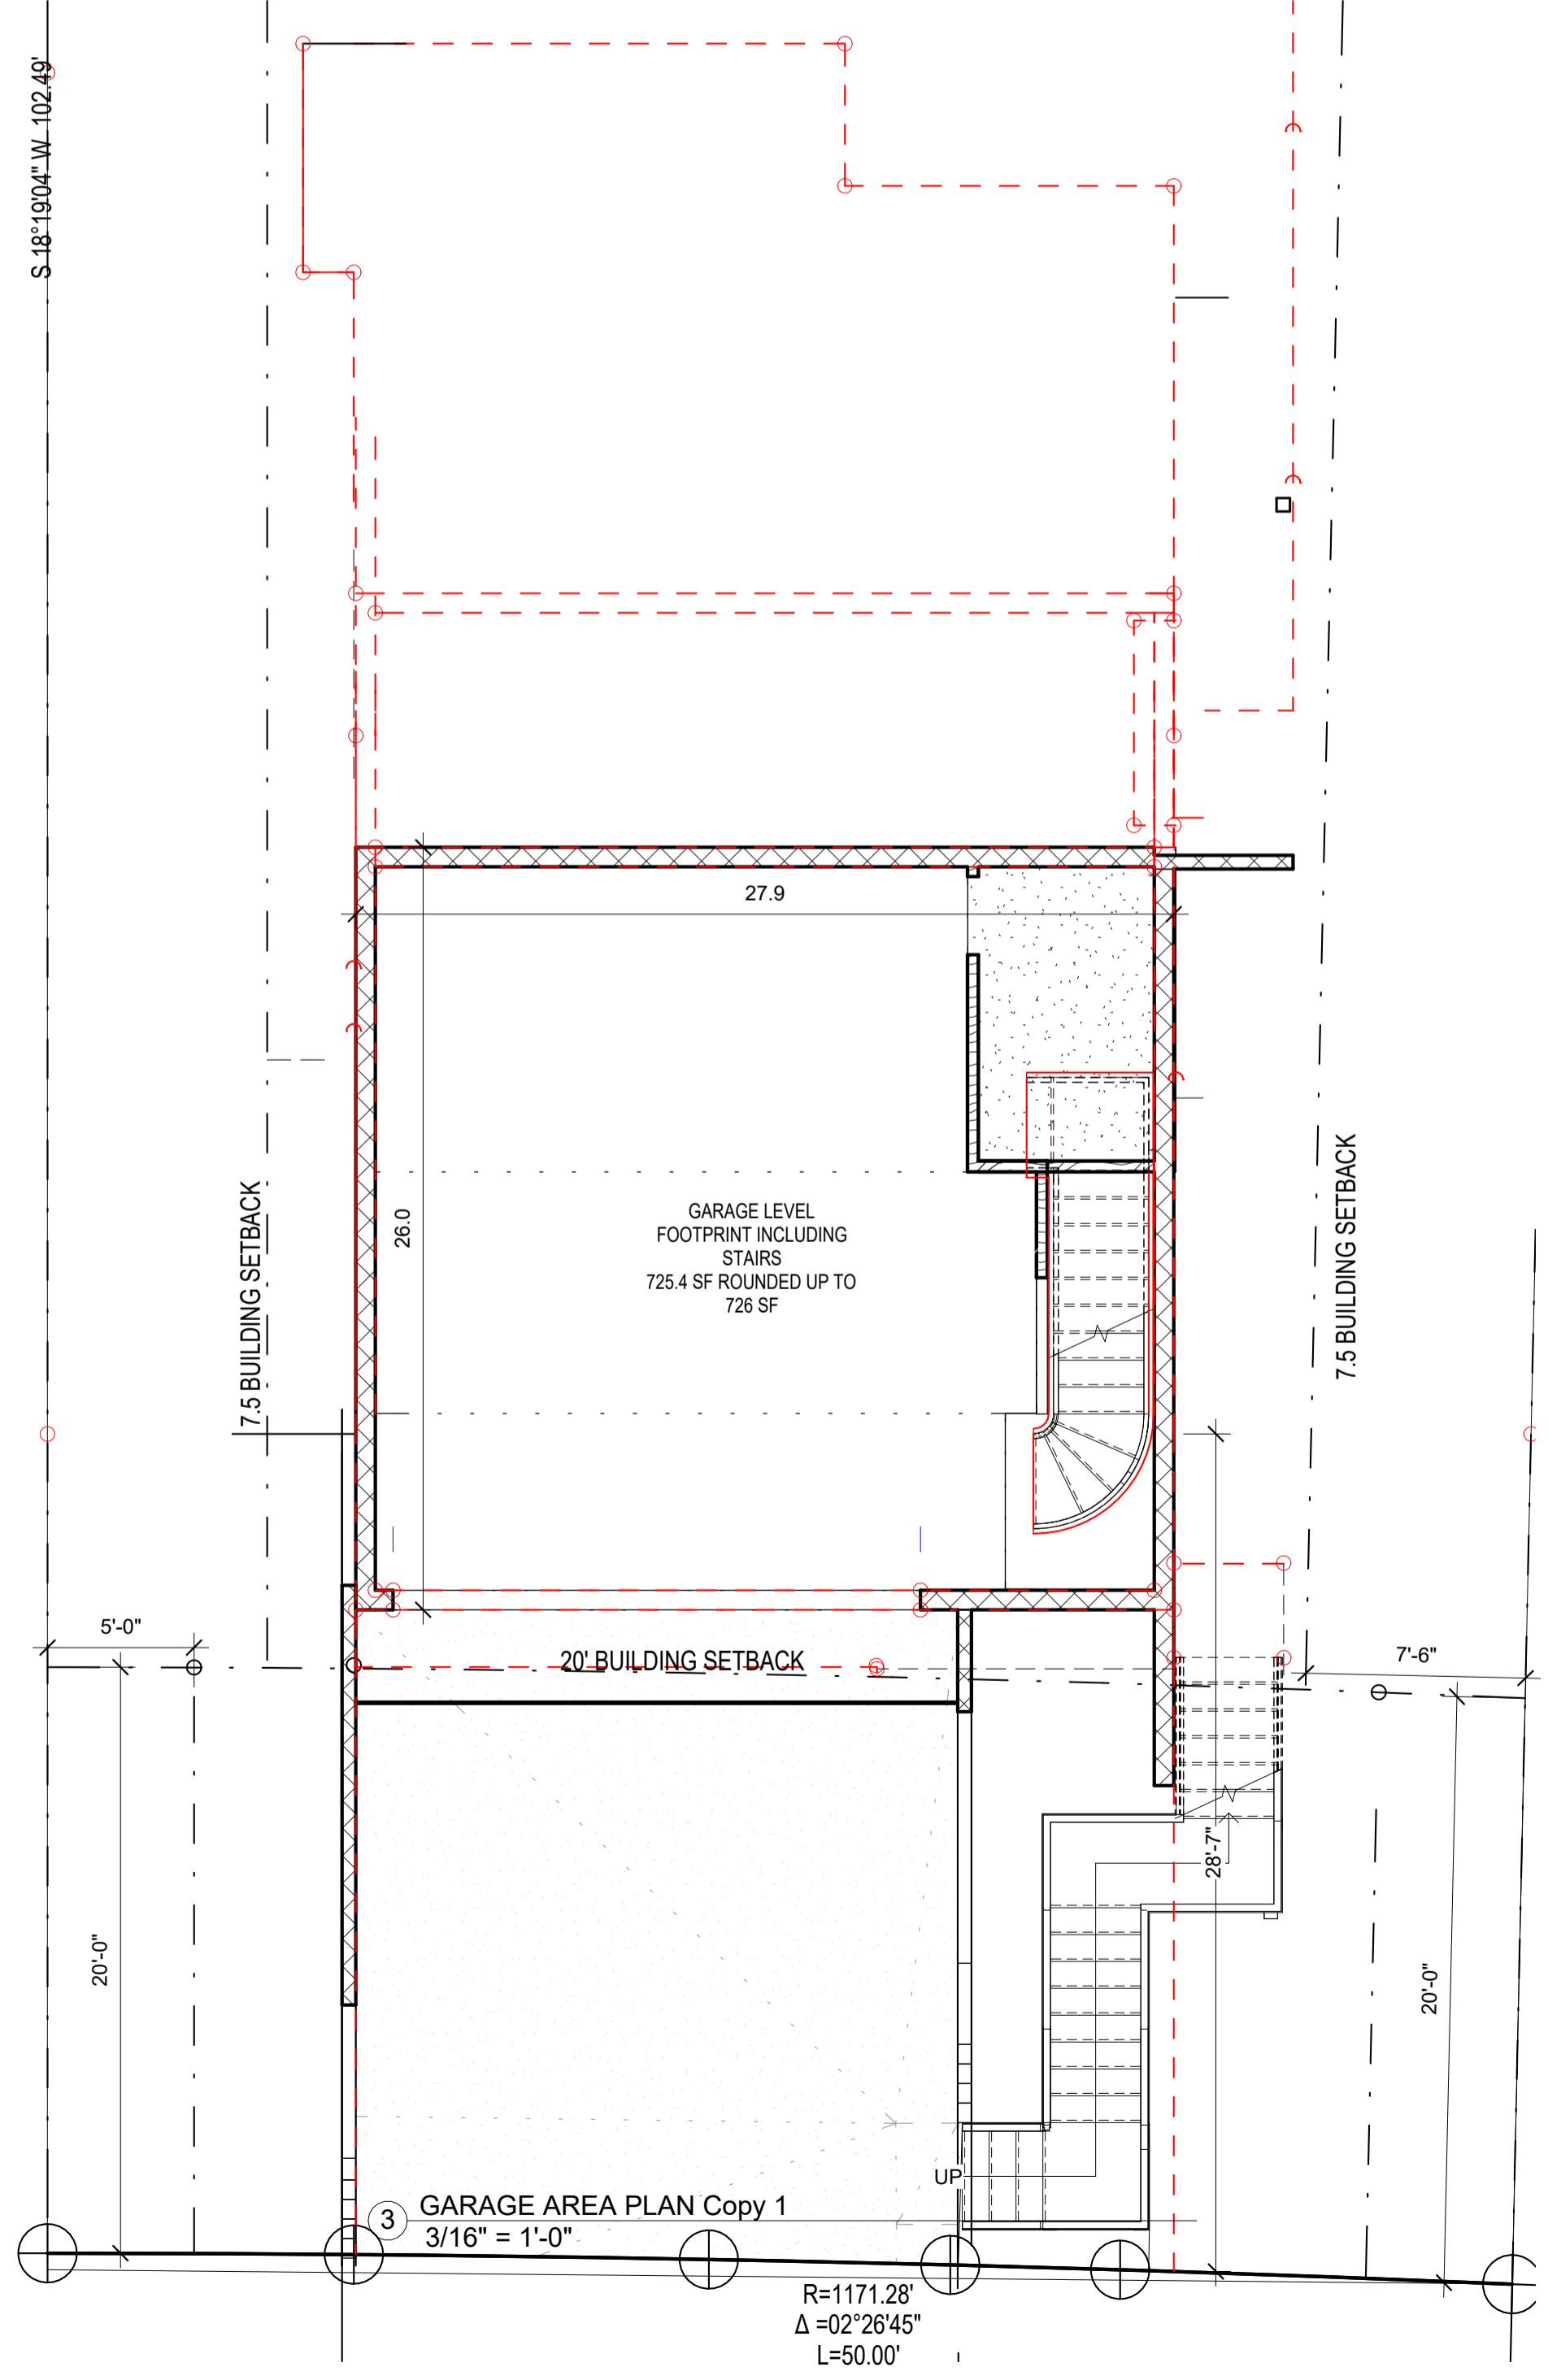 S 18°19'04" W  102.49'
27.9
26.0
GARAGE LEVEL
FOOTPRINT INCLUDING
STAIRS
725.4 SF ROUNDED UP TO
726 SF
7.5 BUILDING SETBACK
7.5 BUILDING SETBACK
5'-0"
20' BUILDING SETBACK
7'-6"
28'-7"
20'-0"
20'-0"
UP
3
GARAGE AREA PLAN Copy 1
3/16" = 1'-0"
R=1171.28'
Δ =02°26'45"
L=50.00'